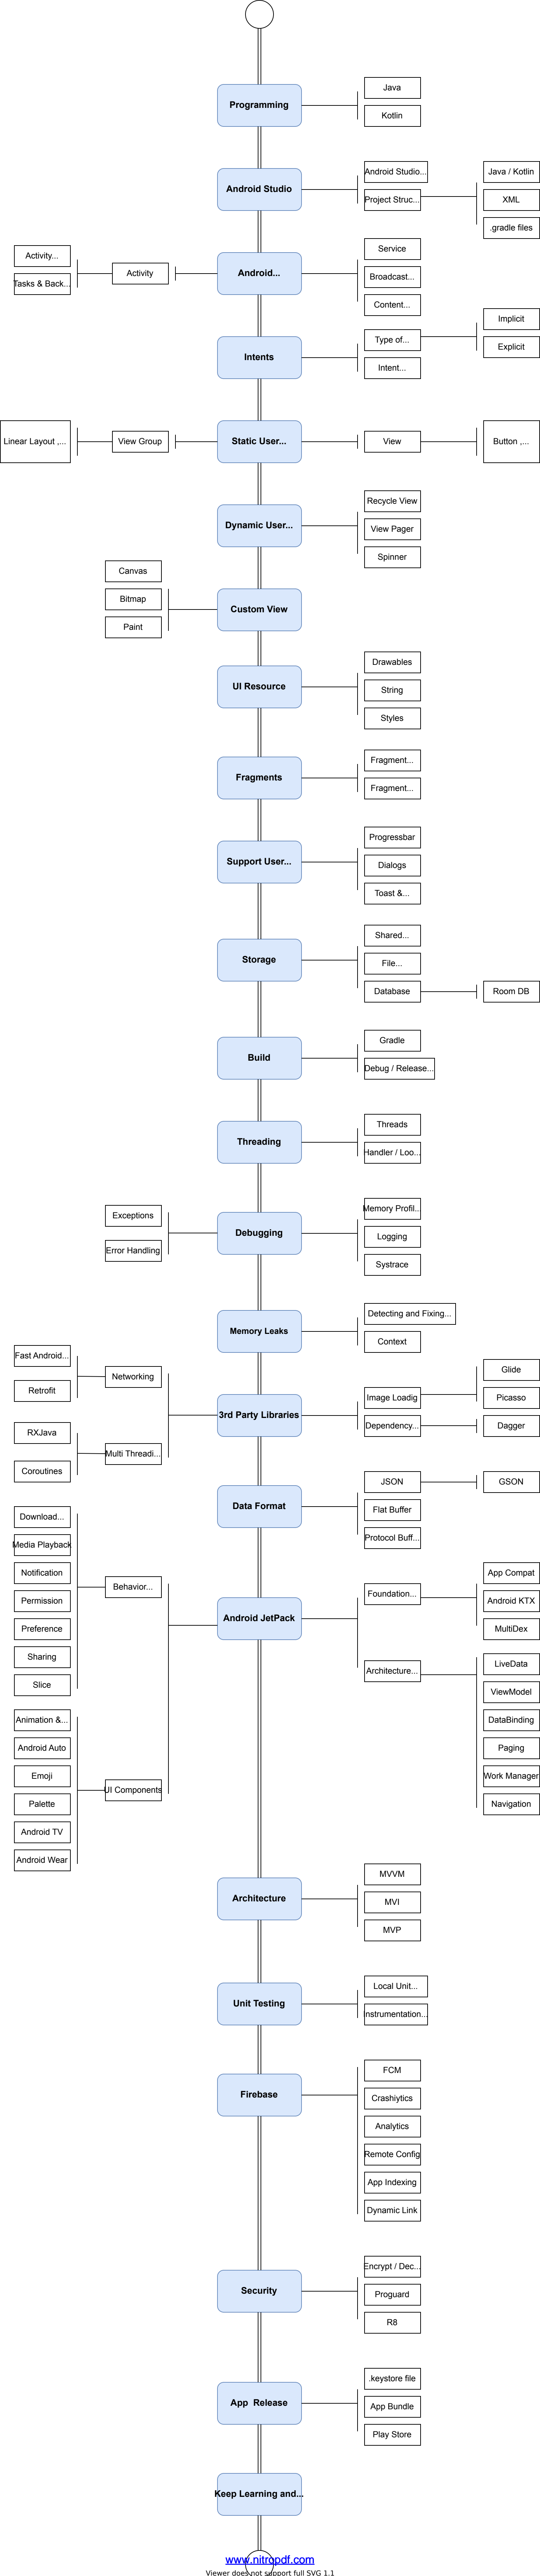 Programming
Java
Kotlin
Android Studio
Android Studio...
Project Struc...
Java / Kotlin
XML
.gradle files
Activity...
Tasks & Back...
Activity
Android...
Service
Broadcast...
Content...
Intents
Type of...
Intent...
Implicit
Explicit
Linear Layout ,...
View Group
Static User...
View
Button ,...
Dynamic User...
Recycle View
View Pager
Spinner
Canvas
Bitmap
Paint
Custom View
UI Resource
Drawables
String
Styles
Fragments
Fragment...
Fragment...
Support User...
Progressbar
Dialogs
Toast &...
Storage
Shared...
File...
Database
Room DB
Build
Gradle
Debug / Release...
Threading
Threads
Handler / Loo...
Exceptions
Error Handling
Debugging
Memory Profil...
Logging
Systrace
Memory Leaks
Detecting and Fixing...
Context
Fast Android...
Retrofit
Networking
RXJava
Coroutines
Multi Threadi...
3rd Party Libraries
Image Loadig
Dependency...
Glide
Picasso
Dagger
Data Format
JSON
Flat Buffer
Protocol Buff...
GSON
Download...
Media Playback
Notification
Permission
Preference
Sharing
Slice
Behavior...
Animation &...
Android Auto
Emoji
Palette
Android TV
Android Wear
UI Components
Android JetPack
Foundation...
App Compat
Android KTX
MultiDex
Architecture...
LiveData
ViewModel
DataBinding
Paging
Work Manager
Navigation
Architecture
MVVM
MVI
MVP
Unit Testing
Local Unit...
Instrumentation...
Firebase
FCM
Crashiytics
Analytics
Remote Config
App Indexing
Dynamic Link
Security
Encrypt / Dec...
Proguard
R8
App  Release
.keystore file
App Bundle
Play Store
Keep Learning and...
www.nitropdf.com
Viewer does not support full SVG 1.1